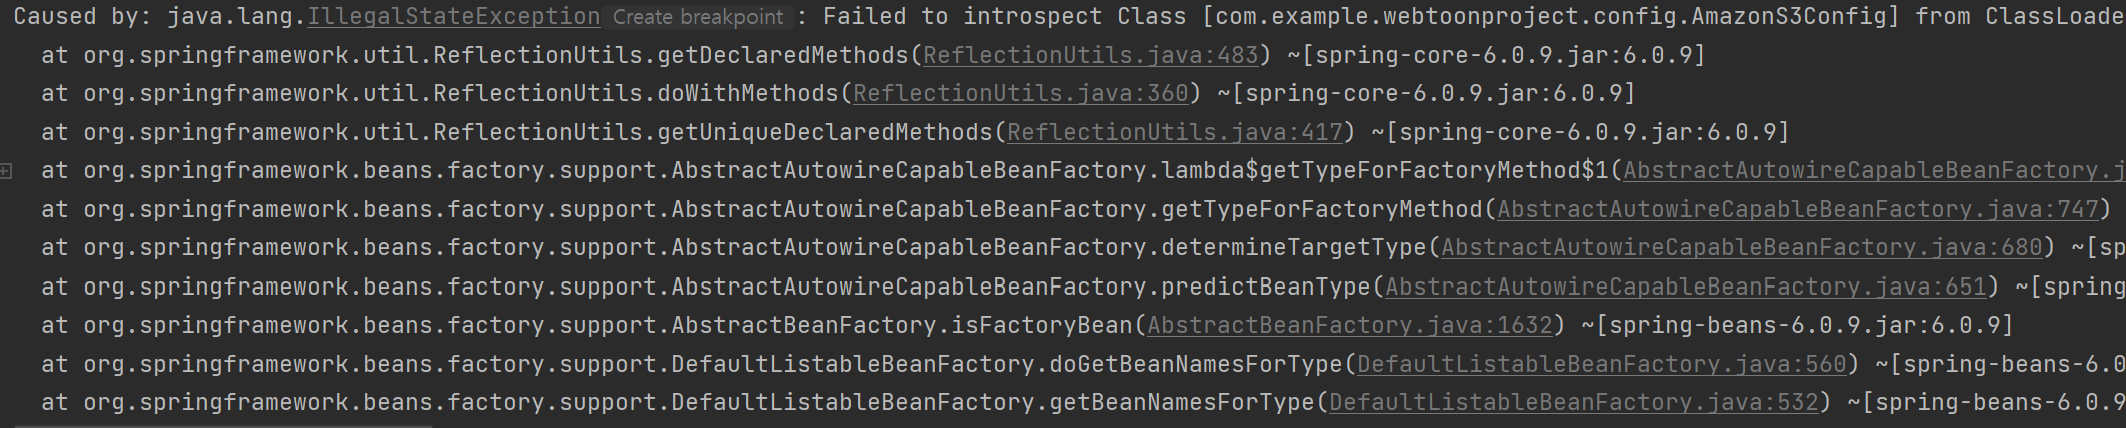 Caused by: java.lang.IllegalStateException Create breakpoint : Failed to introspect Class [com.example.webtoonproject.config.AmazonS3Config] from ClassLoade
at org.springframework.util.ReflectionUtils.getDeclaredMethods(ReflectionUtils.java:483) ~[spring-core-6.0.9.jar:6.0.9]
at org.springframework.util.ReflectionUtils.doWithMethods(ReflectionUtils.java:360) ~[spring-core-6.0.9.jar:6.0.9]
at org.springframework.util.ReflectionUtils.getUniqueDeclaredMethods(ReflectionUtils.java:417) ~[spring-core-6.0.9.jar:6.0.9]
at org.springframework.beans.factory.support.AbstractAutowireCapableBeanFactory.lambda$getTypeForFactoryMethod$1(AbstractAutowireCapableBeanFactory.j
at org.springframework.beans.factory.support.AbstractAutowireCapableBeanFactory.getTypeForFactoryMethod(AbstractAutowireCapableBeanFactory.java:747)
at org.springframework.beans.factory.support.AbstractAutowireCapableBeanFactory.determineTargetType(AbstractAutowireCapableBeanFactory.java:680) ~[sp
at org.springframework.beans.factory.support.AbstractAutowireCapableBeanFactory.predictBeanType(AbstractAutowireCapableBeanFactory.java:651) ~[spring
at org.springframework.beans.factory.support.AbstractBeanFactory.isFactoryBean(AbstractBeanFactory.java:1632) ~[spring-beans-6.0.9.jar:6.0.9]
at org.springframework.beans.factory.support.DefaultListableBeanFactory.doGetBeanNamesForType(DefaultListableBeanFactory.java:560) ~[spring-beans-6.0
at org.springframework.beans.factory.support.DefaultListableBeanFactory.getBeanNamesForType(DefaultListableBeanFactory.java:532) ~[spring-beans-6.0.9